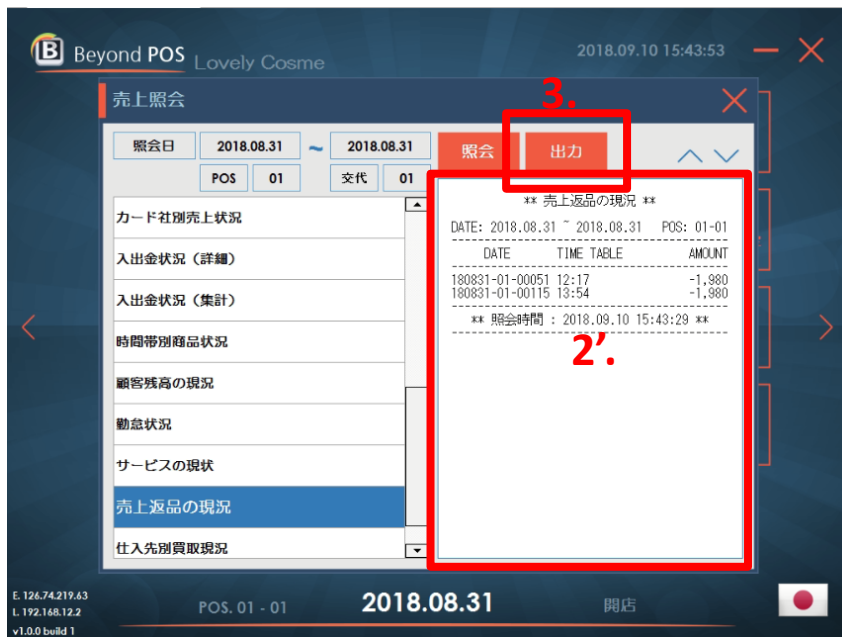 B Beyond POS Lovely Cosme 2018.09.10 15:43:53
売上照会
3.
照会日 2018.08.31 ~ 2018.08.31 照会 出力
POS 01 交代 01
カード社別売上状況
入出金状況（詳細）
入出金状況（集計）
時間帯別商品状況
顧客残高の現況
勤怠状況
サービスの現状
売上返品の現況
仕入先別買取現況
** 売上返品の現況 **
DATE: 2018.08.31 ~ 2018.08.31 POS: 01-01
DATE TIME TABLE AMOUNT
180831-01-00051 12:17 -1,980
180831-01-00115 13:54 -1,980
** 照会時間 : 2018.09.10 15:43:29 **
2'.
E. 126.74.219.63
L. 192.168.12.2
v1.0.0 build 1
POS. 01 - 01 2018.08.31 開店